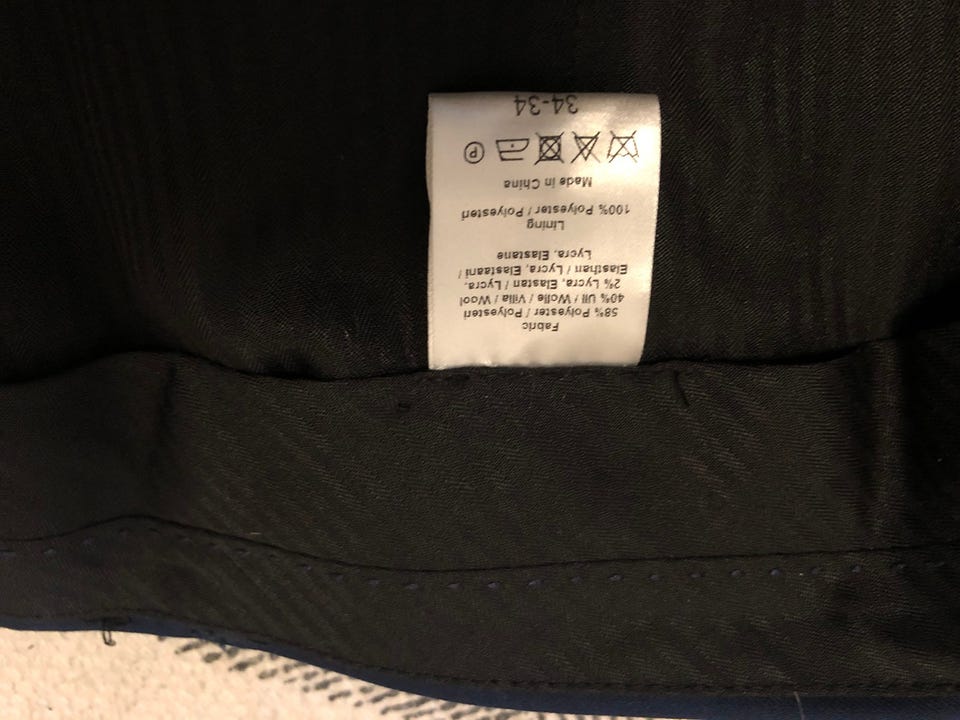 Fabric
58% Polyester / Polyesteri
40% Ull / Wolle / Villa / Wool
2% Lycra, Elastan / Lycra,
Elasthan / Lycra, Elastaani /
Lycra, Elastane
Lining
100% Polyester / Polyesteri
Made in China
P
34-34